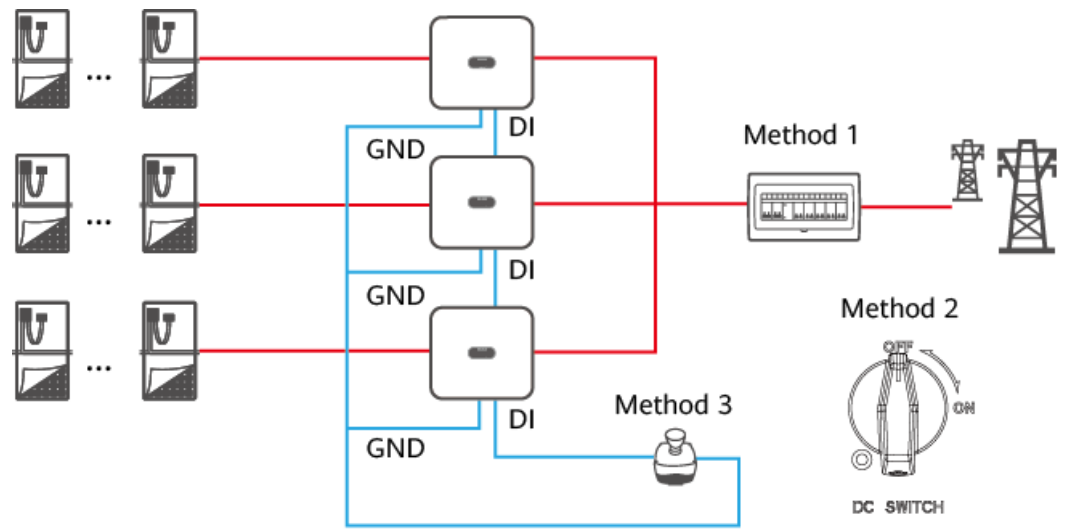 Method 1
DI
GND
DI
GND
Method 2
OFF
ON
Method 3
DI
GND
DC SWITCH
...
...
...